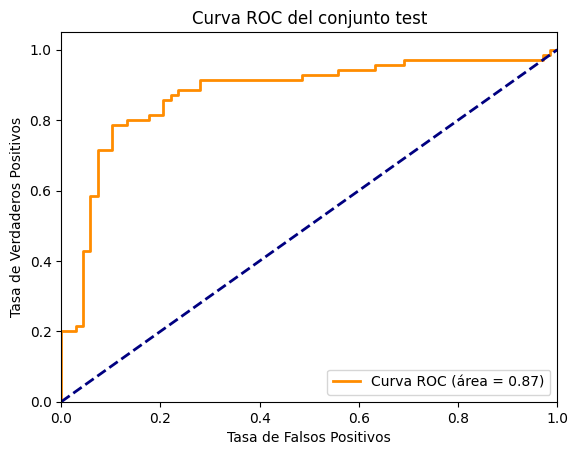 Curva ROC del conjunto test
Tasa de Verdaderos Positivos
1.0
0.8
0.6
0.4
0.2
0.0
0.0 0.2 0.4 0.6 0.8 1.0
Curva ROC (área = 0.87)
Tasa de Falsos Positivos